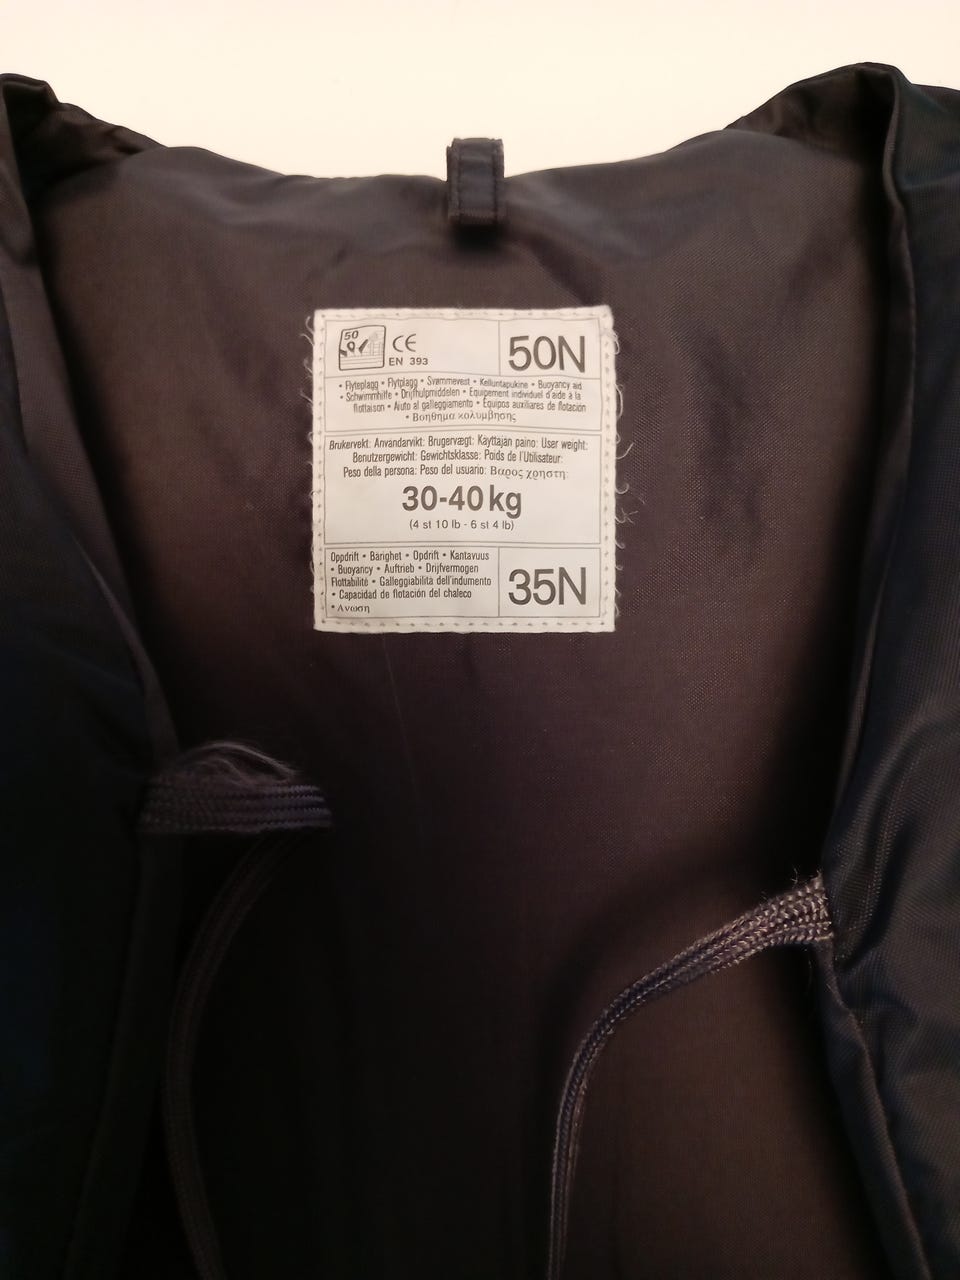 50
CE
EN 393
50N
• Flyteplagg • Flytplagg • Svømmevest • Kelluntapukine • Buoyancy aid
• Schwimmhilfe • Drijfhulpmiddelen • Equipement individuel d'aide à la
flottaison • Aiuto al galleggiamento • Equipos auxiliares de flotación
• Βοηθημα κολυμβησης
Brukervekt: Användarvikt: Brugervægt: Käyttäjän paino: User weight:
Benutzergewicht: Gewichtsklasse: Poids de l'Utilisateur:
Peso della persona: Peso del usuario: Βαρος χρηστη:
30-40 kg
(4 st 10 lb - 6 st 4 lb)
Oppdrift • Bärighet • Opdrift • Kantavuus
• Buoyancy • Auftrieb • Drijfvermogen
Flottabilité • Galleggiabilità dell'indumento
• Capacidad de flotación del chaleco
• Ανωση
35N